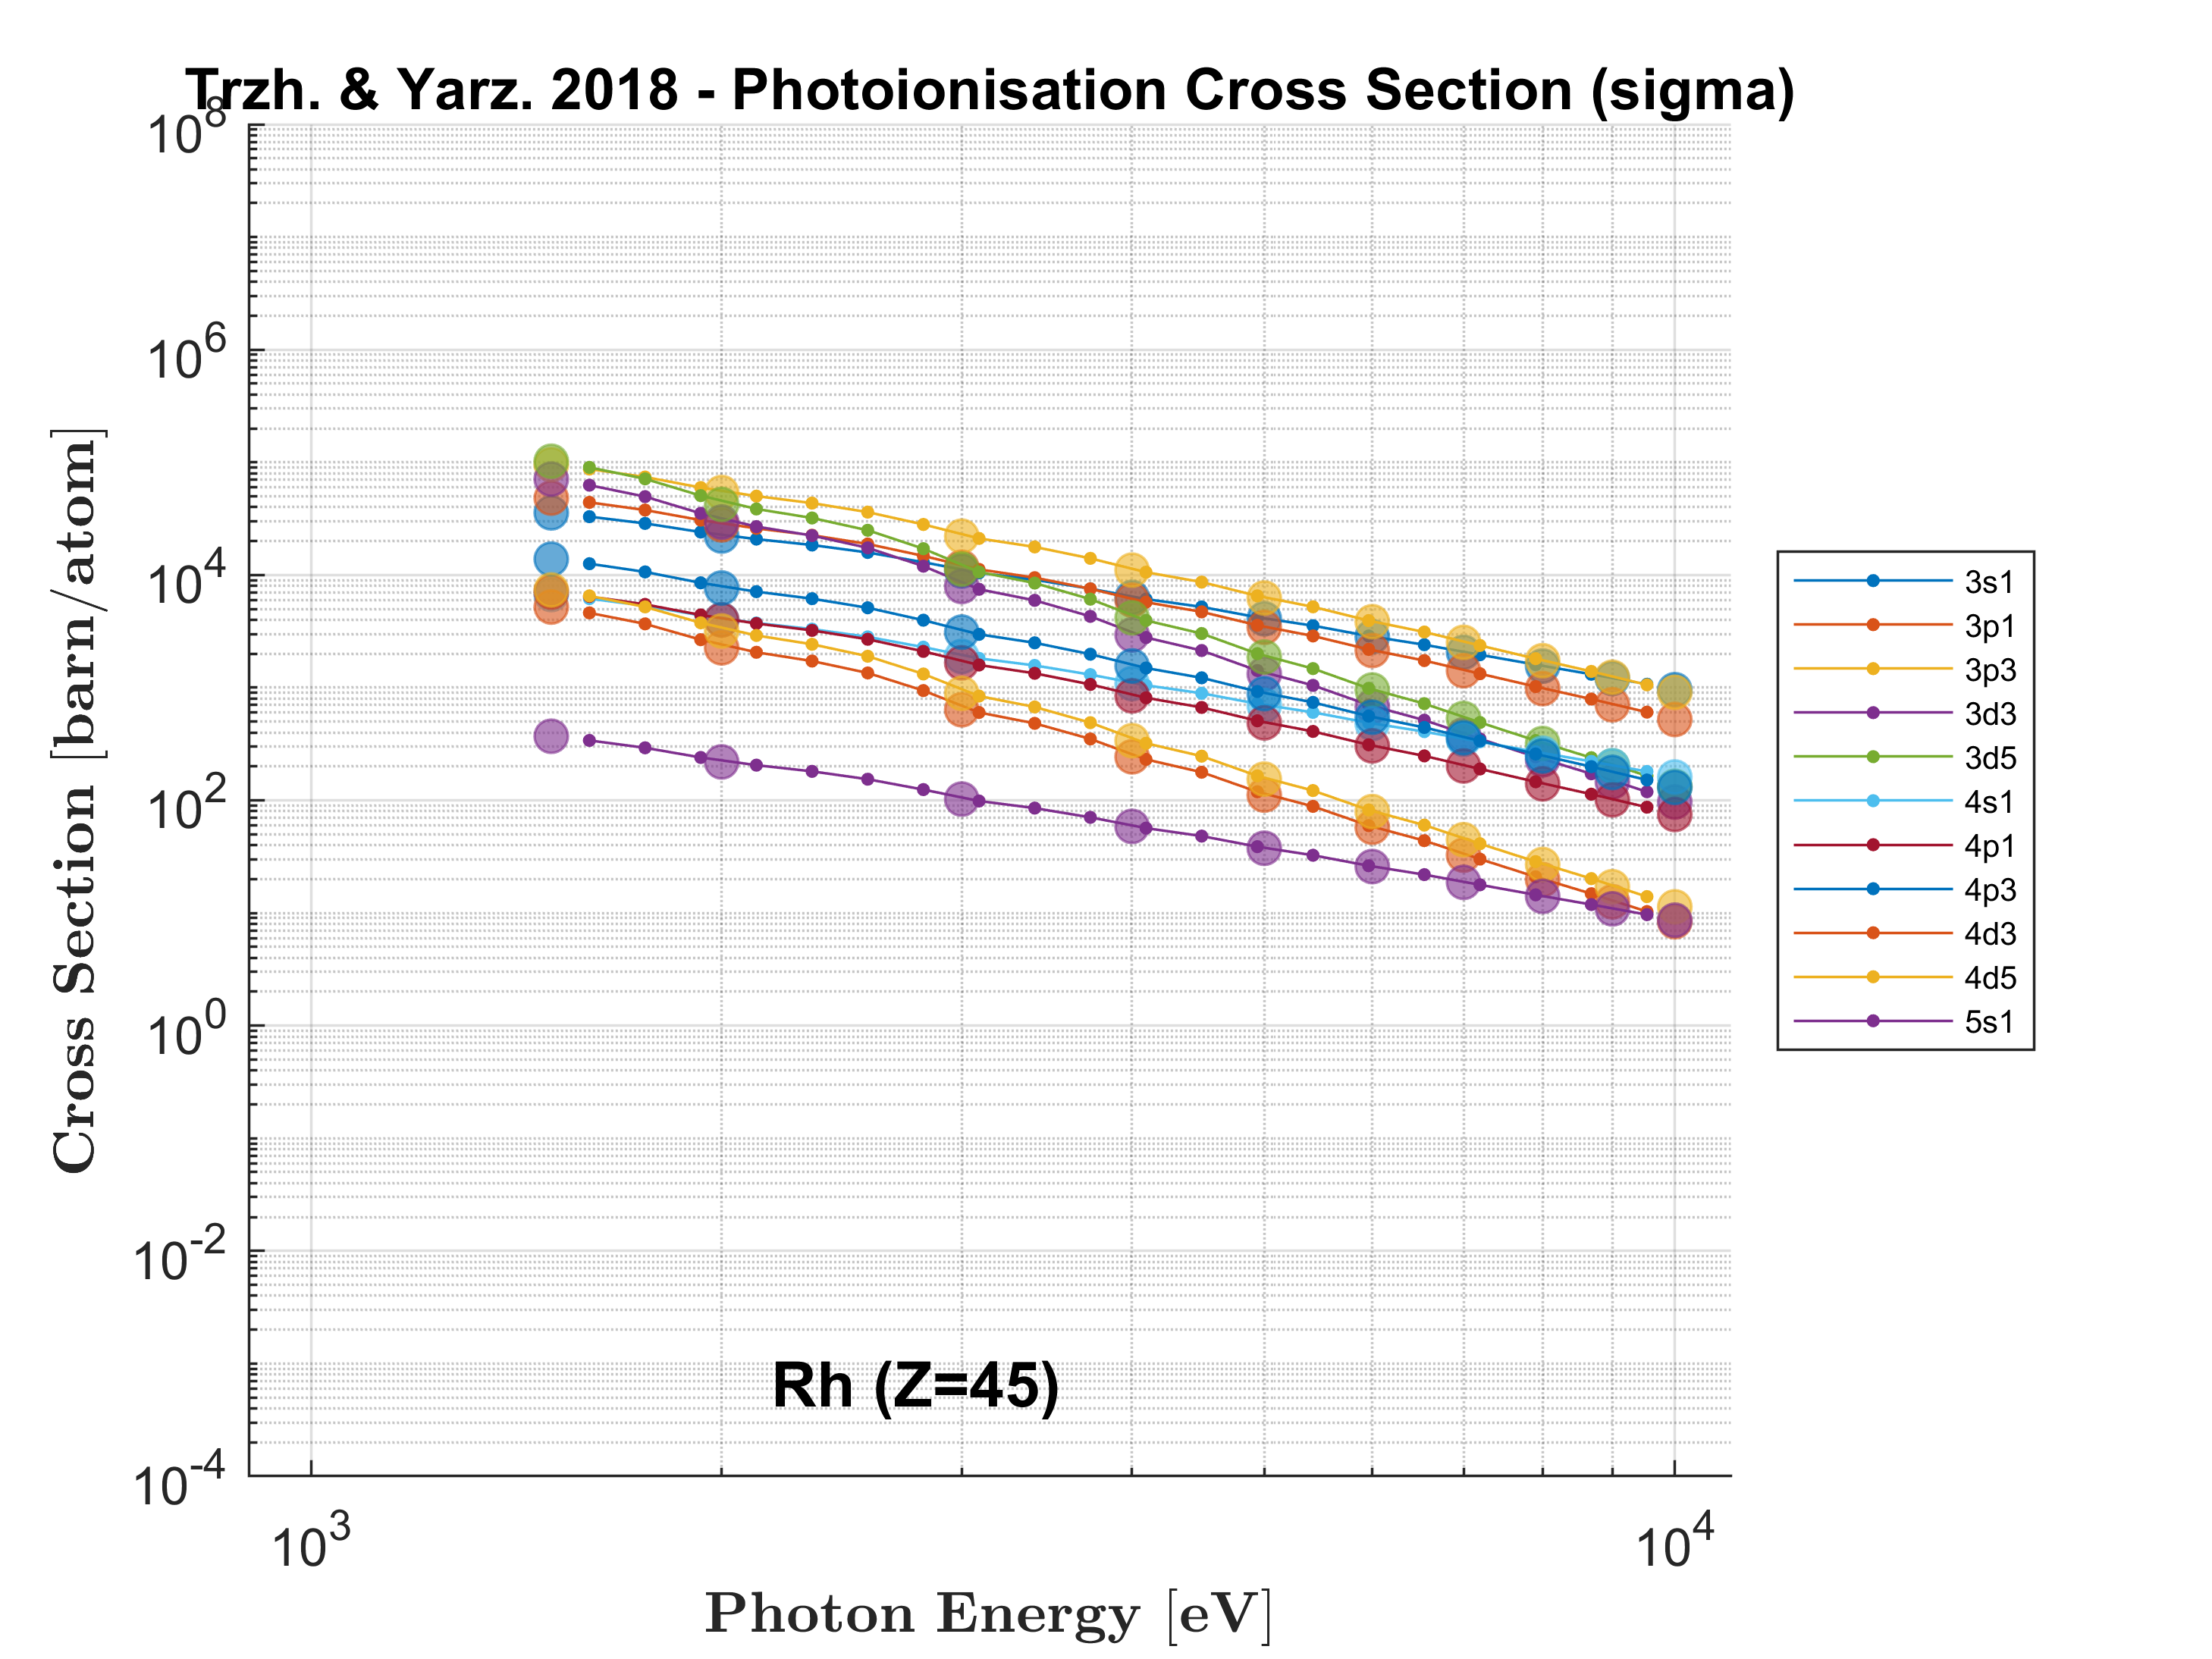 Trzh. & Yarz. 2018 - Photoionisation Cross Section (sigma)
10^8
10^6
10^4
10^2
10^0
10^-2
10^-4
Cross Section [barn/atom]
3s1
3p1
3p3
3d3
3d5
4s1
4p1
4p3
4d3
4d5
5s1
Rh (Z=45)
10^3
10^4
Photon Energy [eV]